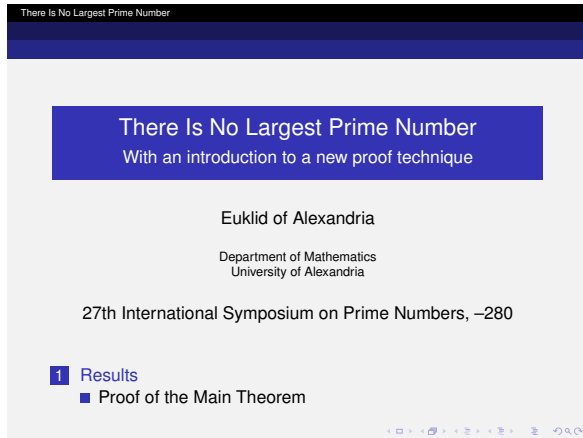 There Is No Largest Prime Number
There Is No Largest Prime Number
With an introduction to a new proof technique
Euklid of Alexandria
Department of Mathematics
University of Alexandria
27th International Symposium on Prime Numbers, –280
1 Results
Proof of the Main Theorem